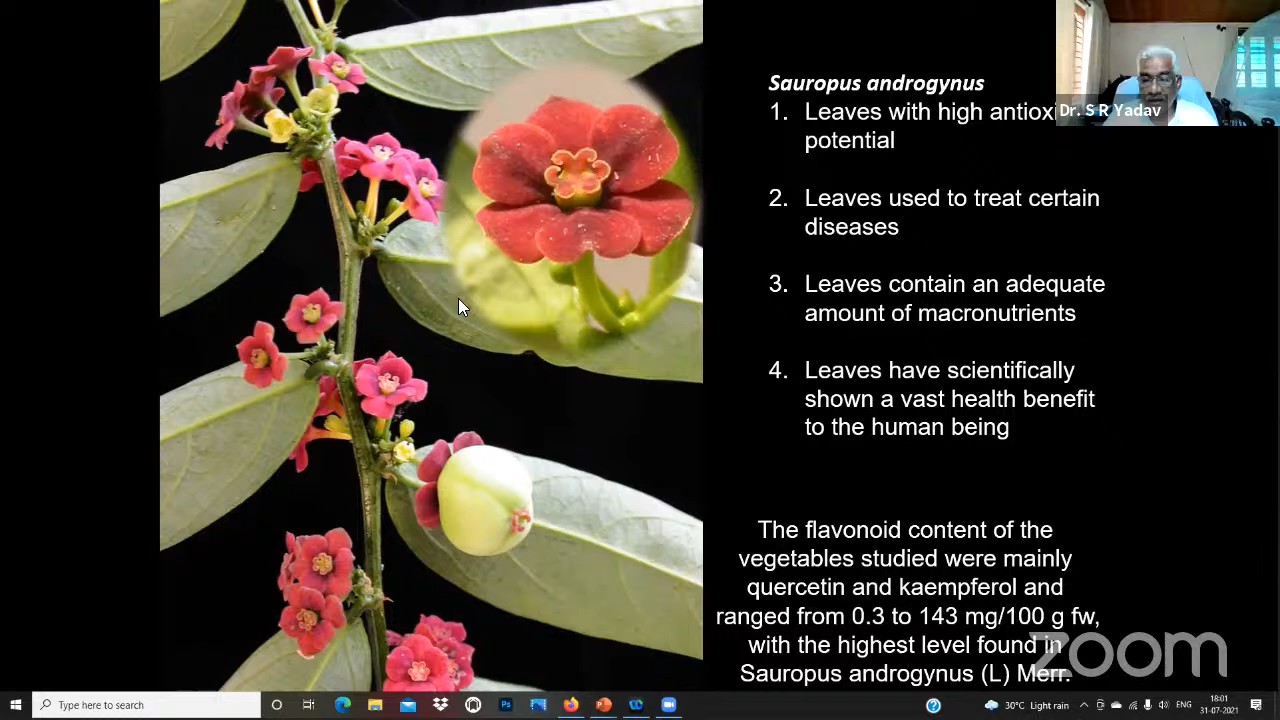 Sauropus androgynus
1. Leaves with high antioxi
potential
2. Leaves used to treat certain
diseases
3. Leaves contain an adequate
amount of macronutrients
4. Leaves have scientifically
shown a vast health benefit
to the human being
The flavonoid content of the
vegetables studied were mainly
quercetin and kaempferol and
ranged from 0.3 to 143 mg/100 g fw,
with the highest level found in
Sauropus androgynus (L) Merr.
Dr. S R Yadav
zoom
Type here to search
30°C Light rain
ENG
18:01
31-07-2021